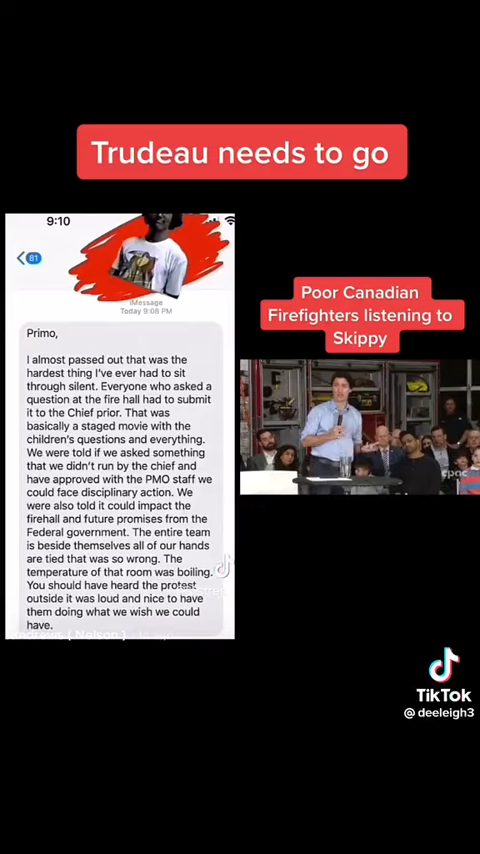 Trudeau needs to go
9:10
81
iMessage
Today 9:08 PM
Primo,
I almost passed out that was the
hardest thing I've ever had to sit
through silent. Everyone who asked a
question at the fire hall had to submit
it to the Chief prior. That was
basically a staged movie with the
children's questions and everything.
We were told if we asked something
that we didn't run by the chief and
have approved with the PMO staff we
could face disciplinary action. We
were also told it could impact the
firehall and future promises from the
Federal government. The entire team
is beside themselves all of our hands
are tied that was so wrong. The
temperature of that room was boiling.
You should have heard the protest
outside it was loud and nice to have
them doing what we wish we could
have.
( Nelson )
Poor Canadian
Firefighters listening to
Skippy
cpac
TikTok
@ deeleigh3